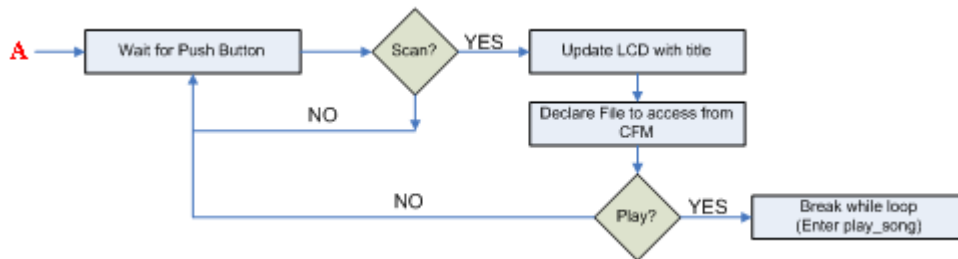 A
Wait for Push Button
Scan?
YES
Update LCD with title
NO
Declare File to access from
CFM
NO
Play?
YES
Break while loop
(Enter play_song)